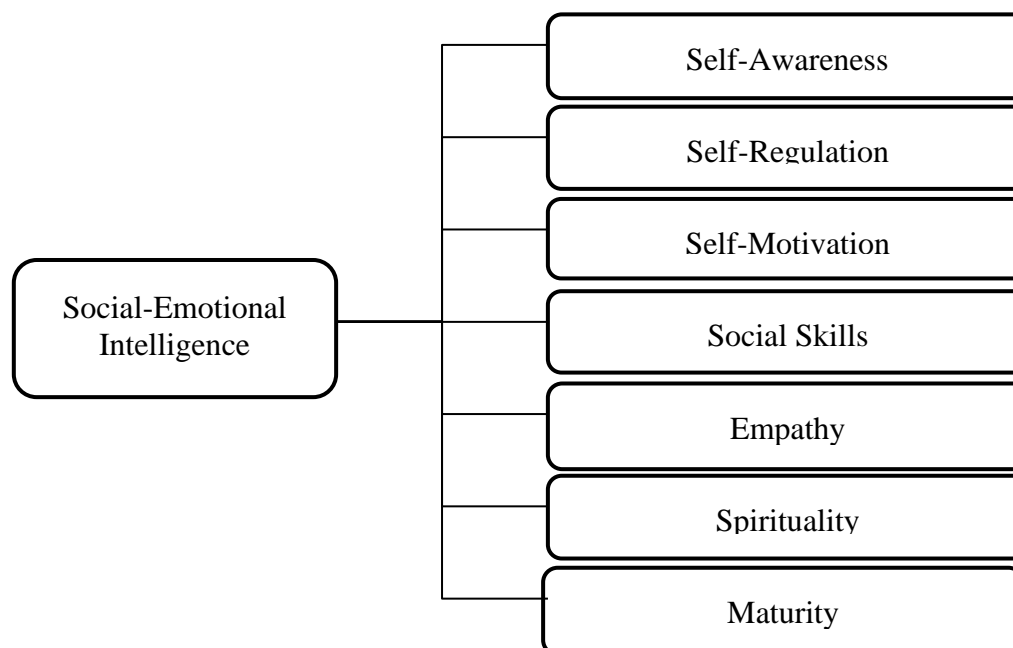 Self-Awareness
Self-Regulation
Self-Motivation
Social-Emotional
Intelligence
Social Skills
Empathy
Spirituality
Maturity